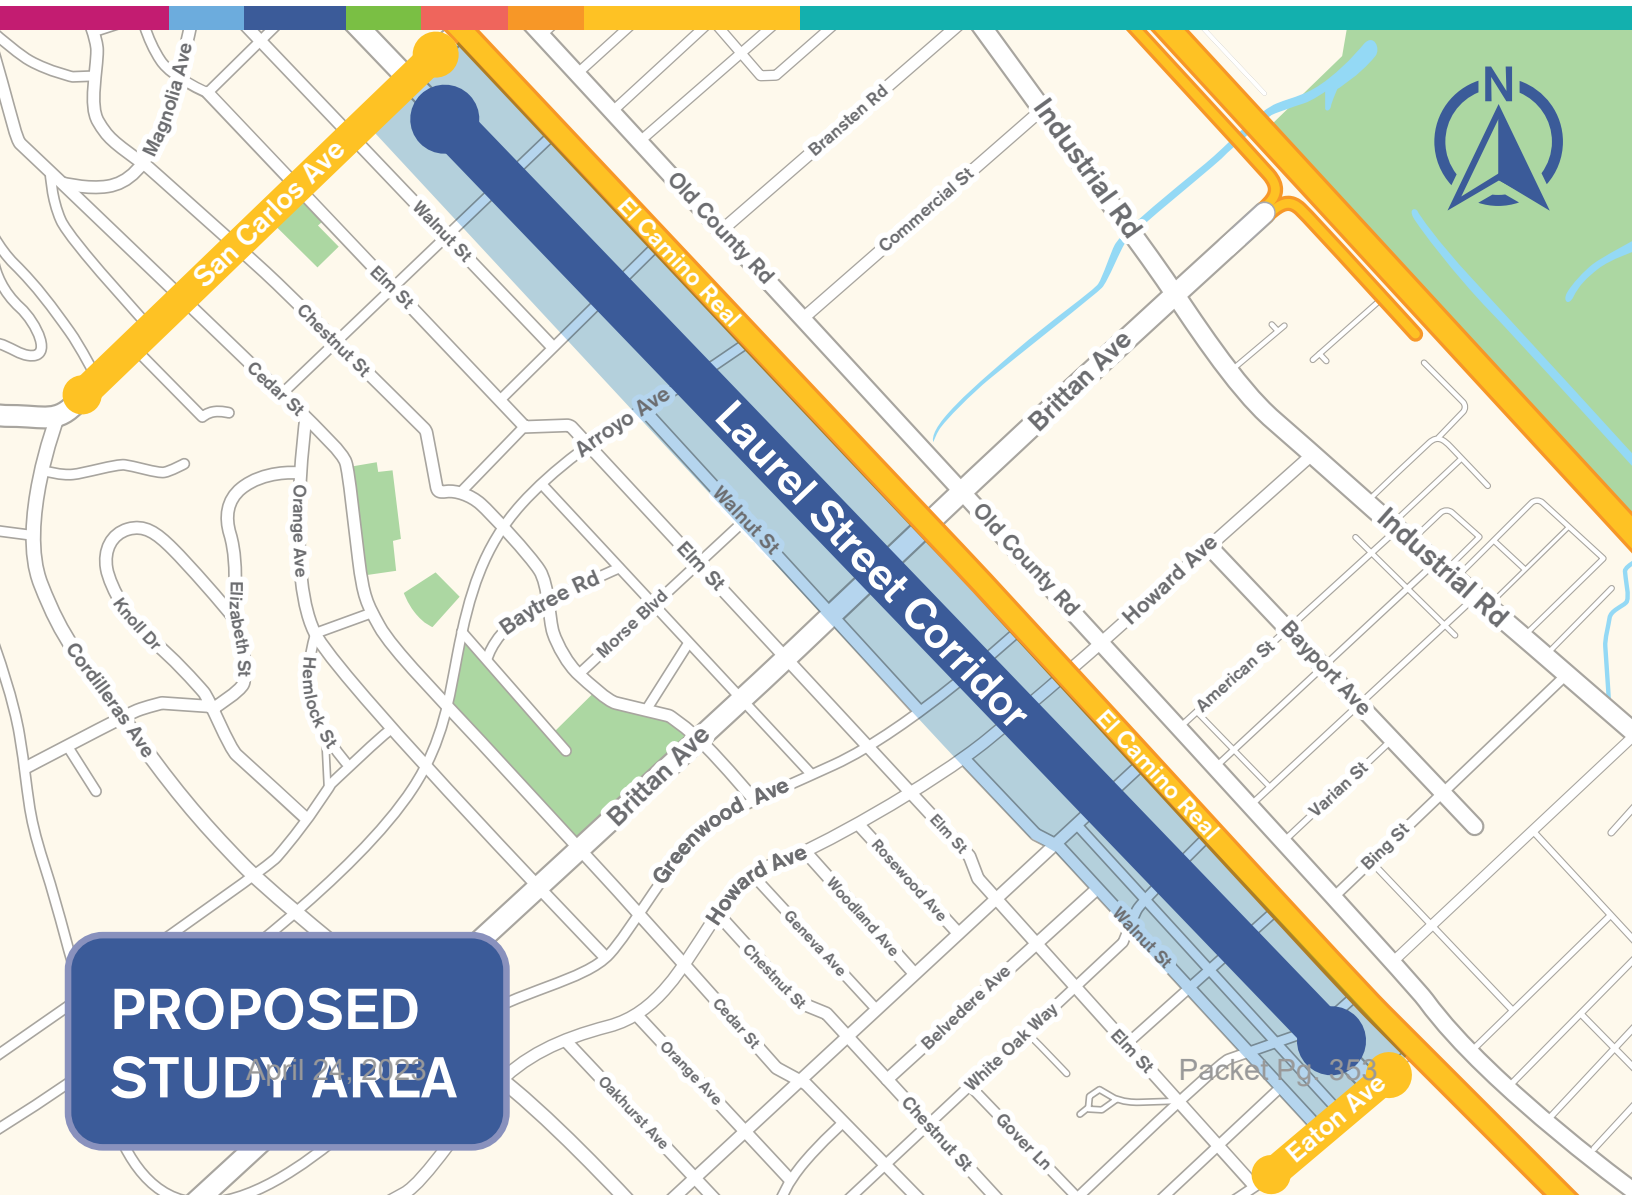 N
Magnolia Ave
San Carlos Ave
Bransten Rd
Industrial Rd
Old County Rd
Commercial St
El Camino Real
Walnut St
Elm St
Chestnut St
Cedar St
Arroyo Ave
Brittan Ave
Laurel Street Corridor
Walnut St
Orange Ave
Elm St
Old County Rd
Industrial Rd
Howard Ave
Baytree Rd
Morse Blvd
Knoll Dr
Elizabeth St
Hemlock St
Cordilleras Ave
American St
Bayport Ave
El Camino Real
Brittan Ave
Varian St
Greenwood Ave
Elm St
Bing St
Howard Ave
Rosewood Ave
Woodland Ave
Geneva Ave
Walnut St
Chestnut St
Cedar St
Belvedere Ave
White Oak Way
Elm St
Orange Ave
Oakhurst Ave
Chestnut St
Gover Ln
Eaton Ave
PROPOSED
STUDY AREA
April 24, 2023
Packet Pg. 353